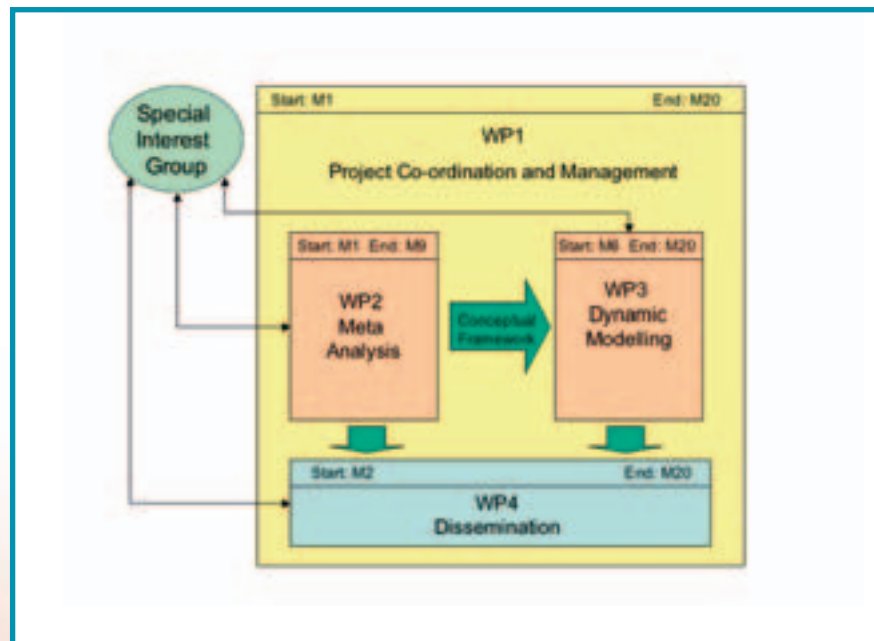 Special
Interest
Group
Start: M1 End: M20
WP1
Project Co-ordination and Management
Start: M1 End: M9
WP2
Meta
Analysis
Conceptual
Framework
Start: M6 End: M20
WP3
Dynamic
Modelling
Start: M2 End: M20
WP4
Dissemination